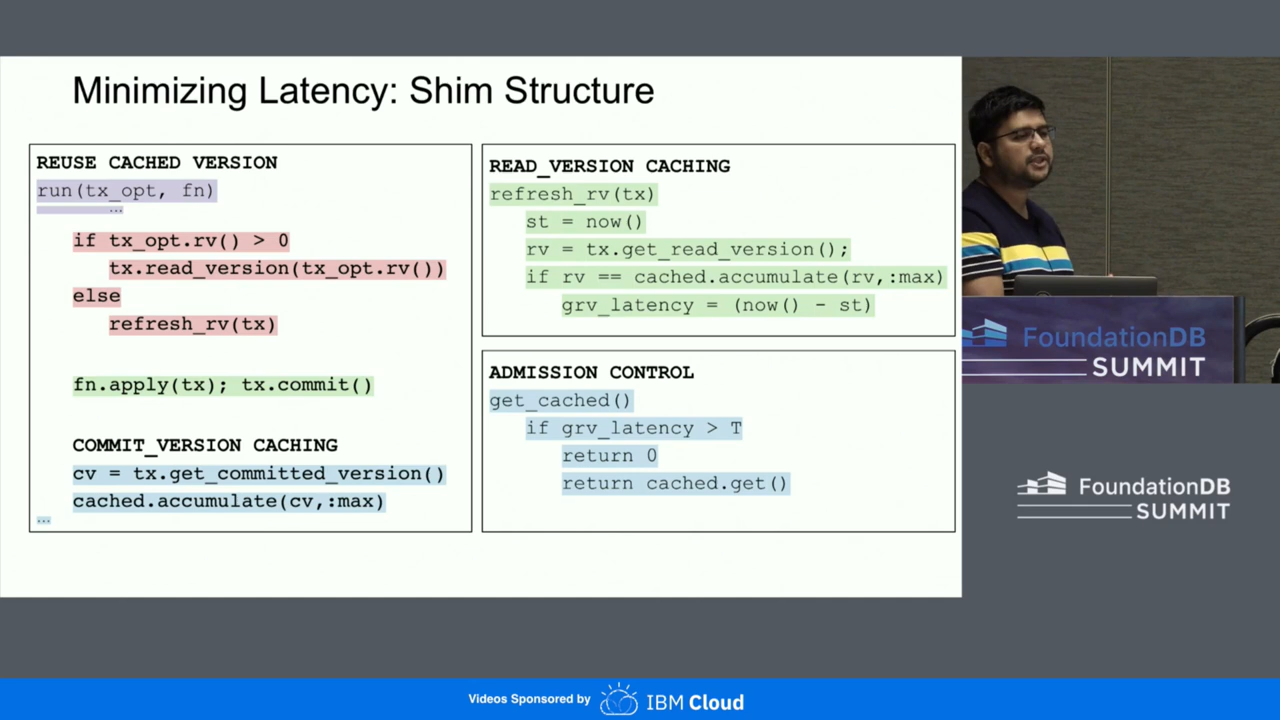 Minimizing Latency: Shim Structure
REUSE CACHED VERSION
run(tx_opt, fn)
...
if tx_opt.rv() > 0
tx.read_version(tx_opt.rv())
else
refresh_rv(tx)
fn.apply(tx); tx.commit()
COMMIT_VERSION CACHING
cv = tx.get_committed_version()
cached.accumulate(cv,:max)
...
READ_VERSION CACHING
refresh_rv(tx)
st = now()
rv = tx.get_read_version();
if rv == cached.accumulate(rv,:max)
grv_latency = (now() - st)
ADMISSION CONTROL
get_cached()
if grv_latency > T
return 0
return cached.get()
FoundationDB
SUMMIT
FoundationDB
SUMMIT
Videos Sponsored by IBM Cloud